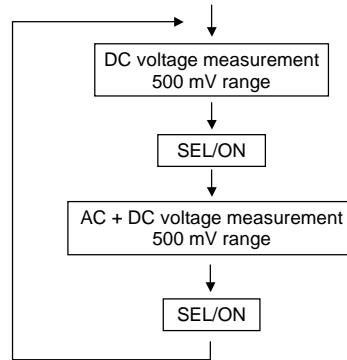 DC voltage measurement
500 mV range
SEL/ON
AC + DC voltage measurement
500 mV range
SEL/ON